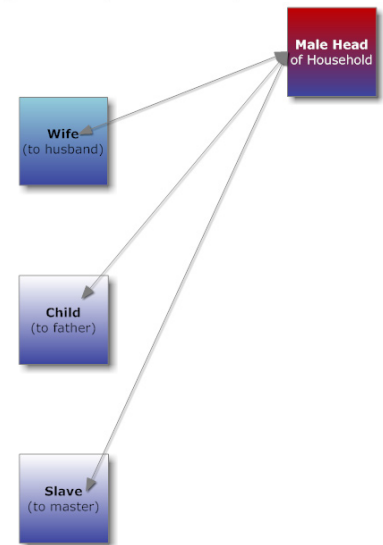 Male Head
of Household
Wife
(to husband)
Child
(to father)
Slave
(to master)